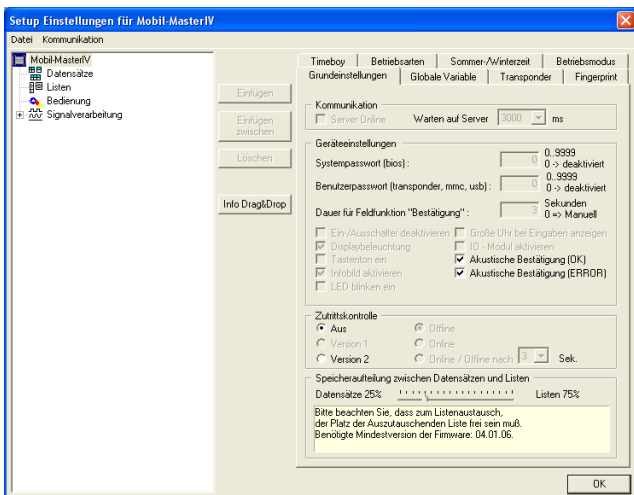 Setup Einstellungen für Mobil-MasterIV
Datei Kommunikation
Mobil-MasterIV
Datensätze
Listen
Bedienung
Signalverarbeitung
Einfügen
Einfügen
zwischen
Löschen
Info Drag&Drop
Timeboy Betriebsarten Sommer-/Winterzeit Betriebsmodus
Grundeinstellungen Globale Variable Transponder Fingerprint
Kommunikation
Server Online Warten auf Server 3000 ms
Geräteeinstellungen
Systempasswort (bios) : 0 0..9999
0 -> deaktiviert
Benutzerpasswort (transponder, mmc, usb) : 0 0..9999
0 -> deaktiviert
Dauer für Feldfunktion "Bestätigung" : 3 Sekunden
0 => Manuell
Ein-/Ausschalter deaktivieren Große Uhr bei Eingaben anzeigen
Displaybeleuchtung IO - Modul aktivieren
Tastenton ein Akustische Bestätigung (OK)
Infobild aktivieren Akustische Bestätigung (ERROR)
LED blinken ein
Zutrittskontrolle
Aus Offline
Version 1 Online
Version 2 Online / Offline nach 3 Sek.
Speicheraufteilung zwischen Datensätzen und Listen
Datensätze 25% Listen 75%
Bitte beachten Sie, dass zum Listenaustausch,
der Platz der Auszutauschenden Liste frei sein muß.
Benötigte Mindestversion der Firmware: 04.01.06.
OK